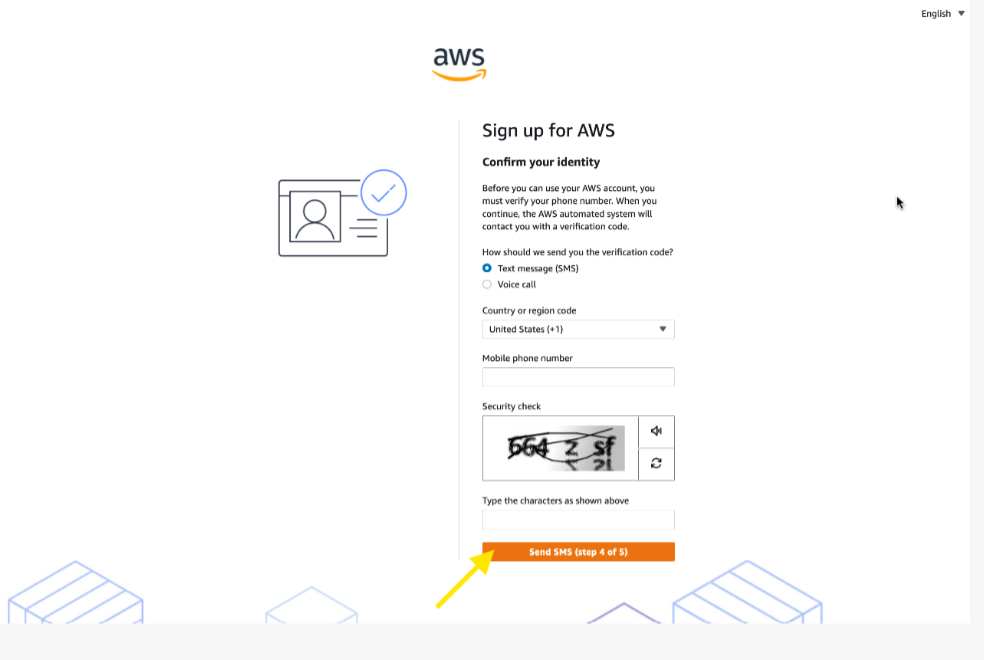 English
aws
Sign up for AWS
Confirm your identity
Before you can use your AWS account, you
must verify your phone number. When you
continue, the AWS automated system will
contact you with a verification code.
How should we send you the verification code?
Text message (SMS)
Voice call
Country or region code
United States (+1)
Mobile phone number
Security check
Type the characters as shown above
Send SMS (step 4 of 5)